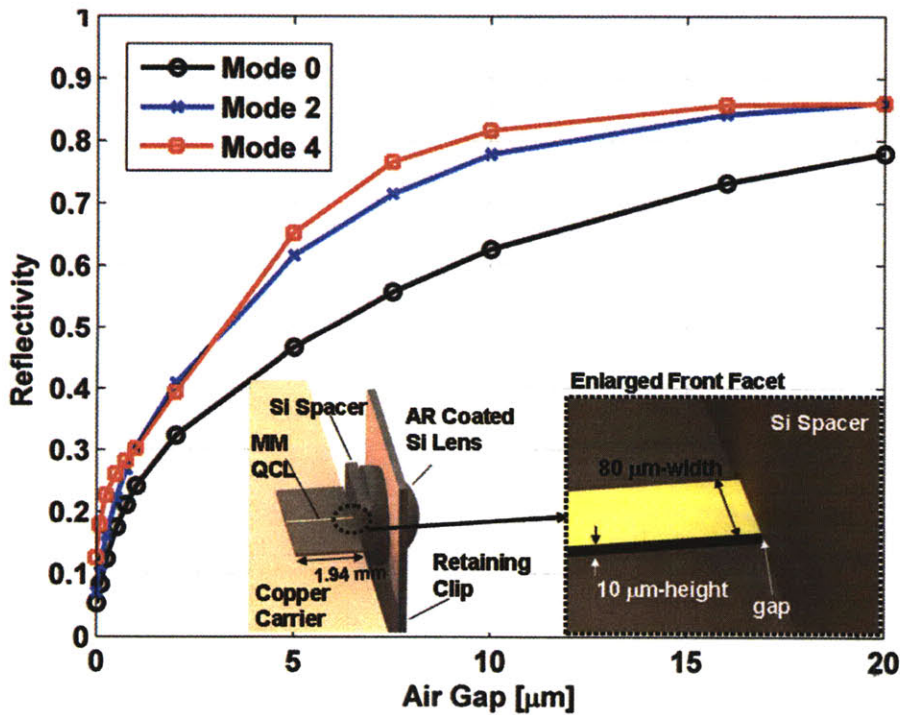 1
0.9
0.8
0.7
0.6
0.5
0.4
0.3
0.2
0.1
0
Reflectivity
Mode 0
Mode 2
Mode 4
Si Spacer
AR Coated
Si Lens
MM
QCL
1.94 mm
Copper
Carrier
Retaining
Clip
Enlarged Front Facet
Si Spacer
80 μm-width
10 μm-height
gap
0
5
10
15
20
Air Gap [μm]